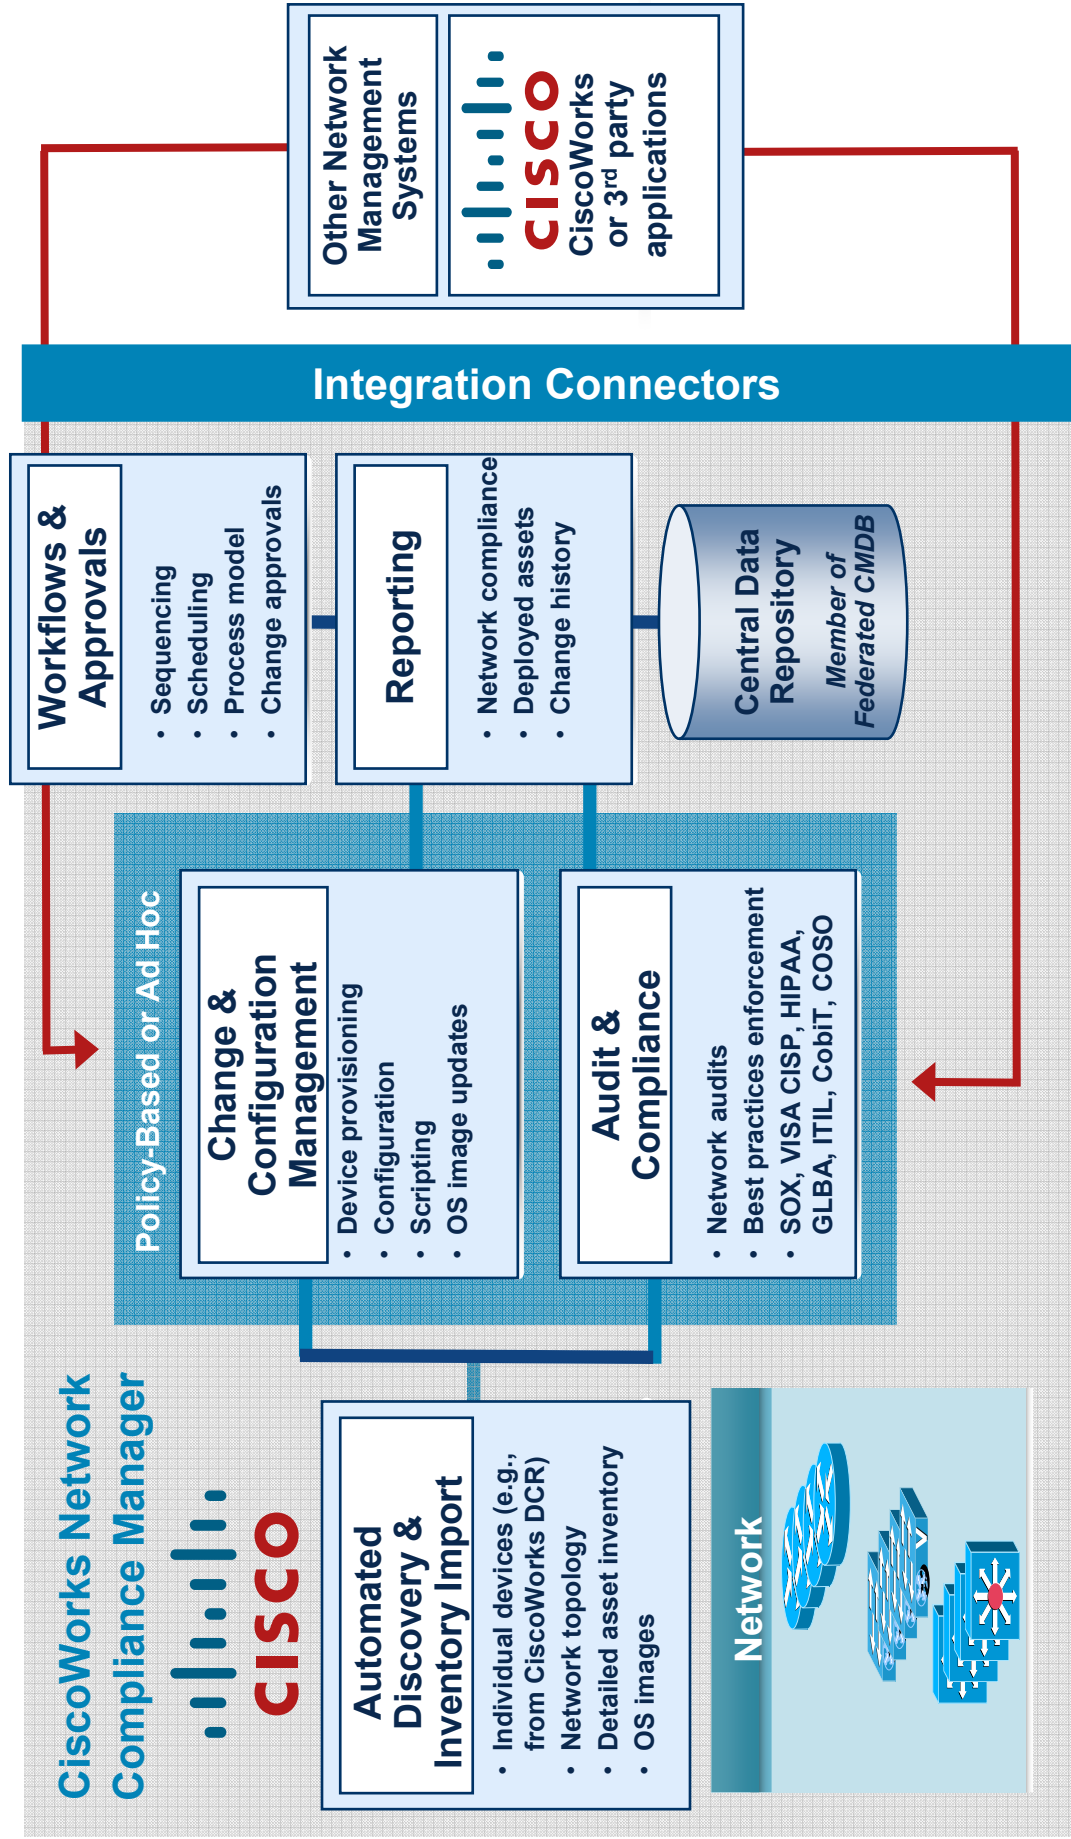 CiscoWorks Network
Compliance Manager
CISCO
Automated
Discovery &
Inventory Import
• Individual devices (e.g.,
from CiscoWorks DCR)
• Network topology
• Detailed asset inventory
• OS images
Network
Policy-Based or Ad Hoc
Change &
Configuration
Management
• Device provisioning
• Configuration
• Scripting
• OS image updates
Audit &
Compliance
• Network audits
• Best practices enforcement
• SOX, VISA CISP, HIPAA,
GLBA, ITIL, CobiT, COSO
Workflows &
Approvals
• Sequencing
• Scheduling
• Process model
• Change approvals
Reporting
• Network compliance
• Deployed assets
• Change history
Central Data
Repository
Member of
Federated CMDB
Integration Connectors
Other Network
Management
Systems
CISCO
CiscoWorks
or 3rd party
applications